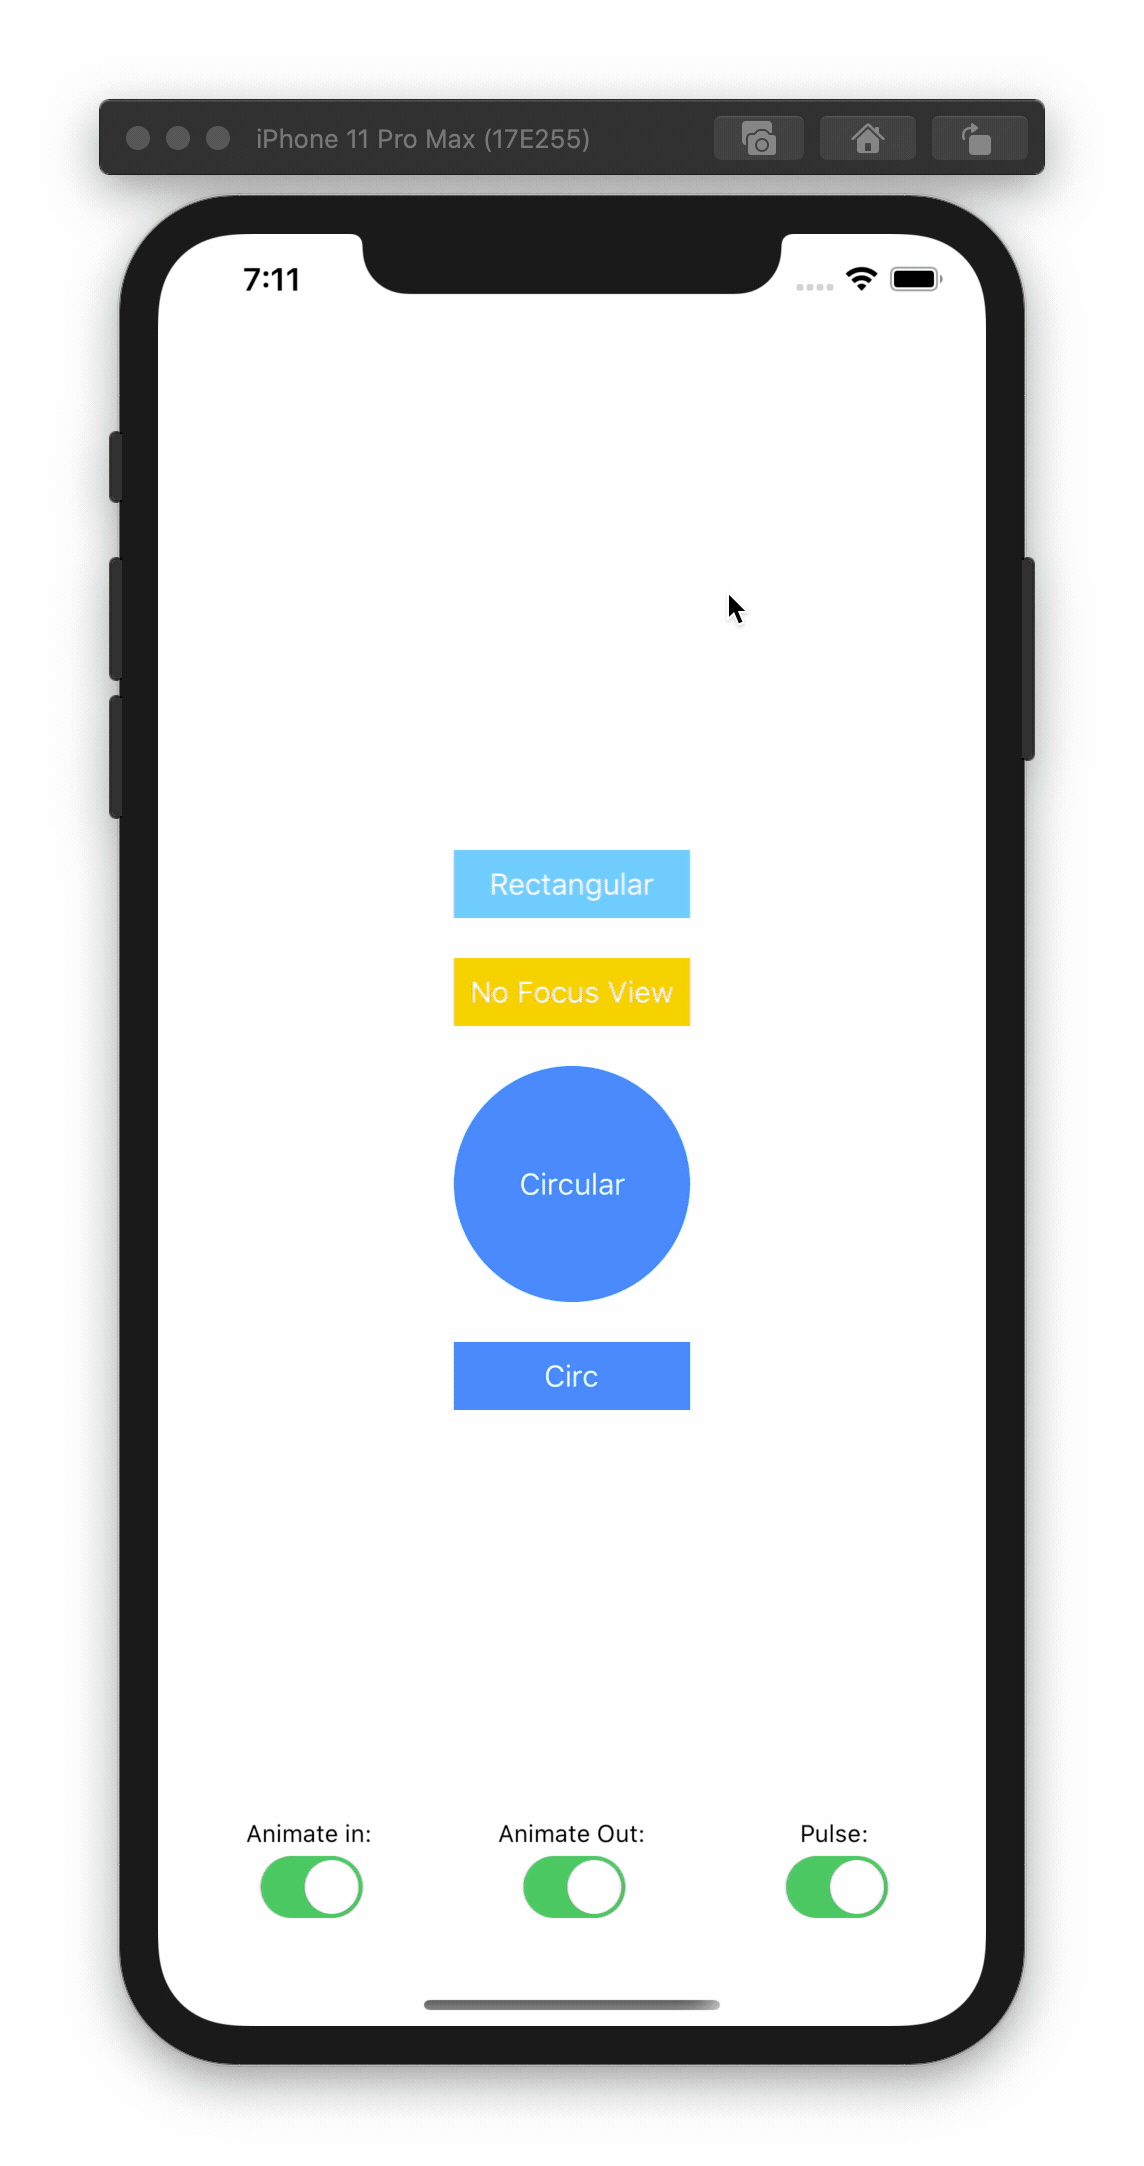 iPhone 11 Pro Max (17E255)
7:11
Rectangular
No Focus View
Circular
Circ
Animate in: Animate Out: Pulse: